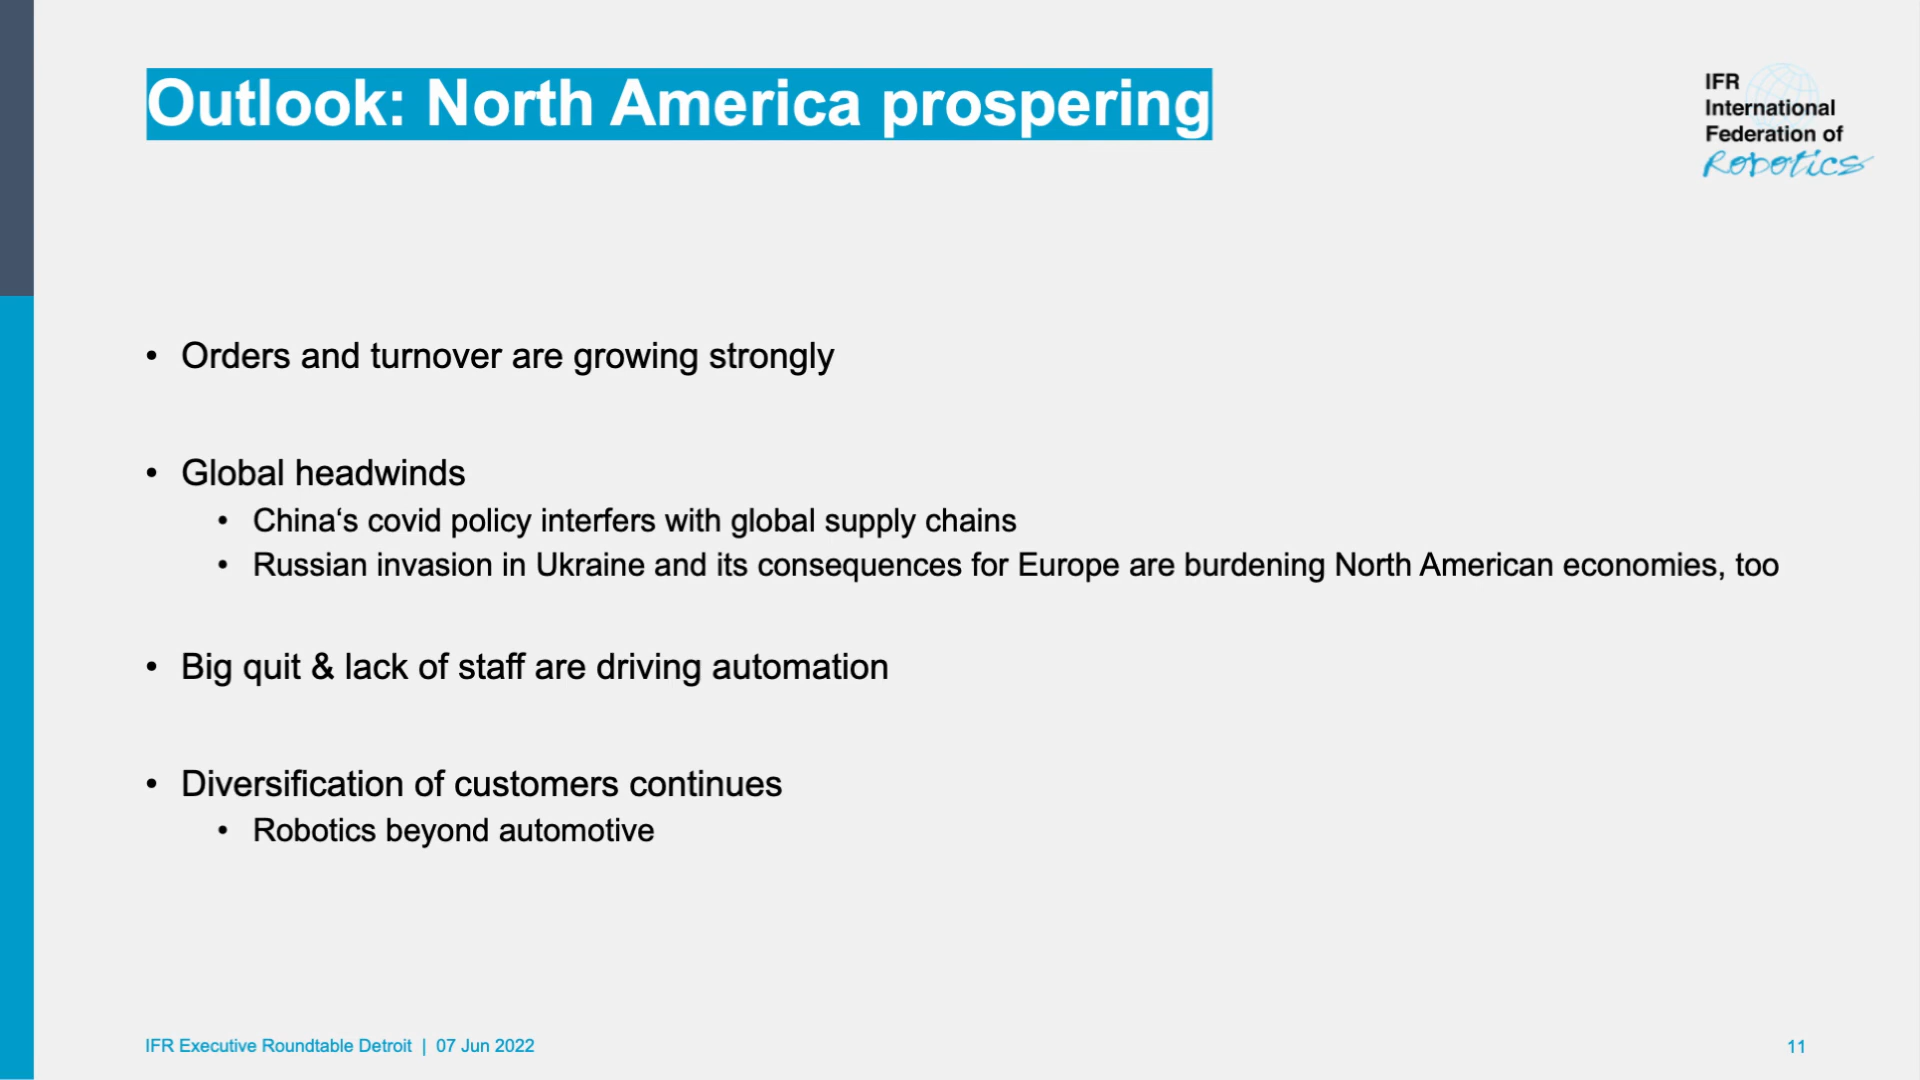 Outlook: North America prospering
IFR
International
Federation of
Robotics
• Orders and turnover are growing strongly
• Global headwinds
• China‘s covid policy interfers with global supply chains
• Russian invasion in Ukraine and its consequences for Europe are burdening North American economies, too
• Big quit & lack of staff are driving automation
• Diversification of customers continues
• Robotics beyond automotive
IFR Executive Roundtable Detroit | 07 Jun 2022
11